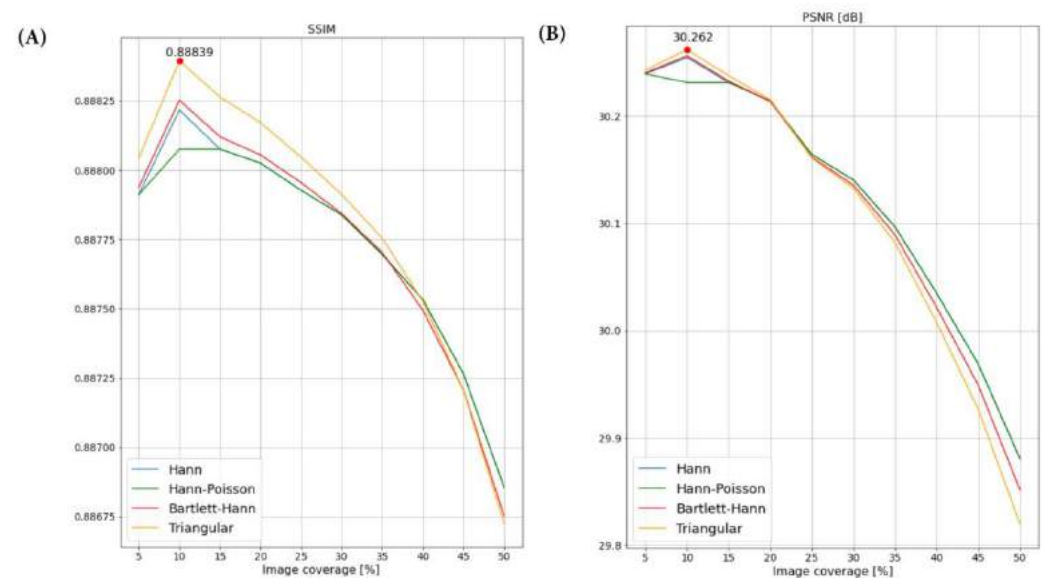 (A)
SSIM
0.88839
0.88825
0.88800
0.88775
0.88750
0.88725
0.88700
0.88675
Hann
Hann-Poisson
Bartlett-Hann
Triangular
5 10 15 20 25 30 35 40 45 50
Image coverage [%]
(B)
PSNR [dB]
30.262
30.2
30.1
30.0
29.9
29.8
Hann
Hann-Poisson
Bartlett-Hann
Triangular
5 10 15 20 25 30 35 40 45 50
Image coverage [%]